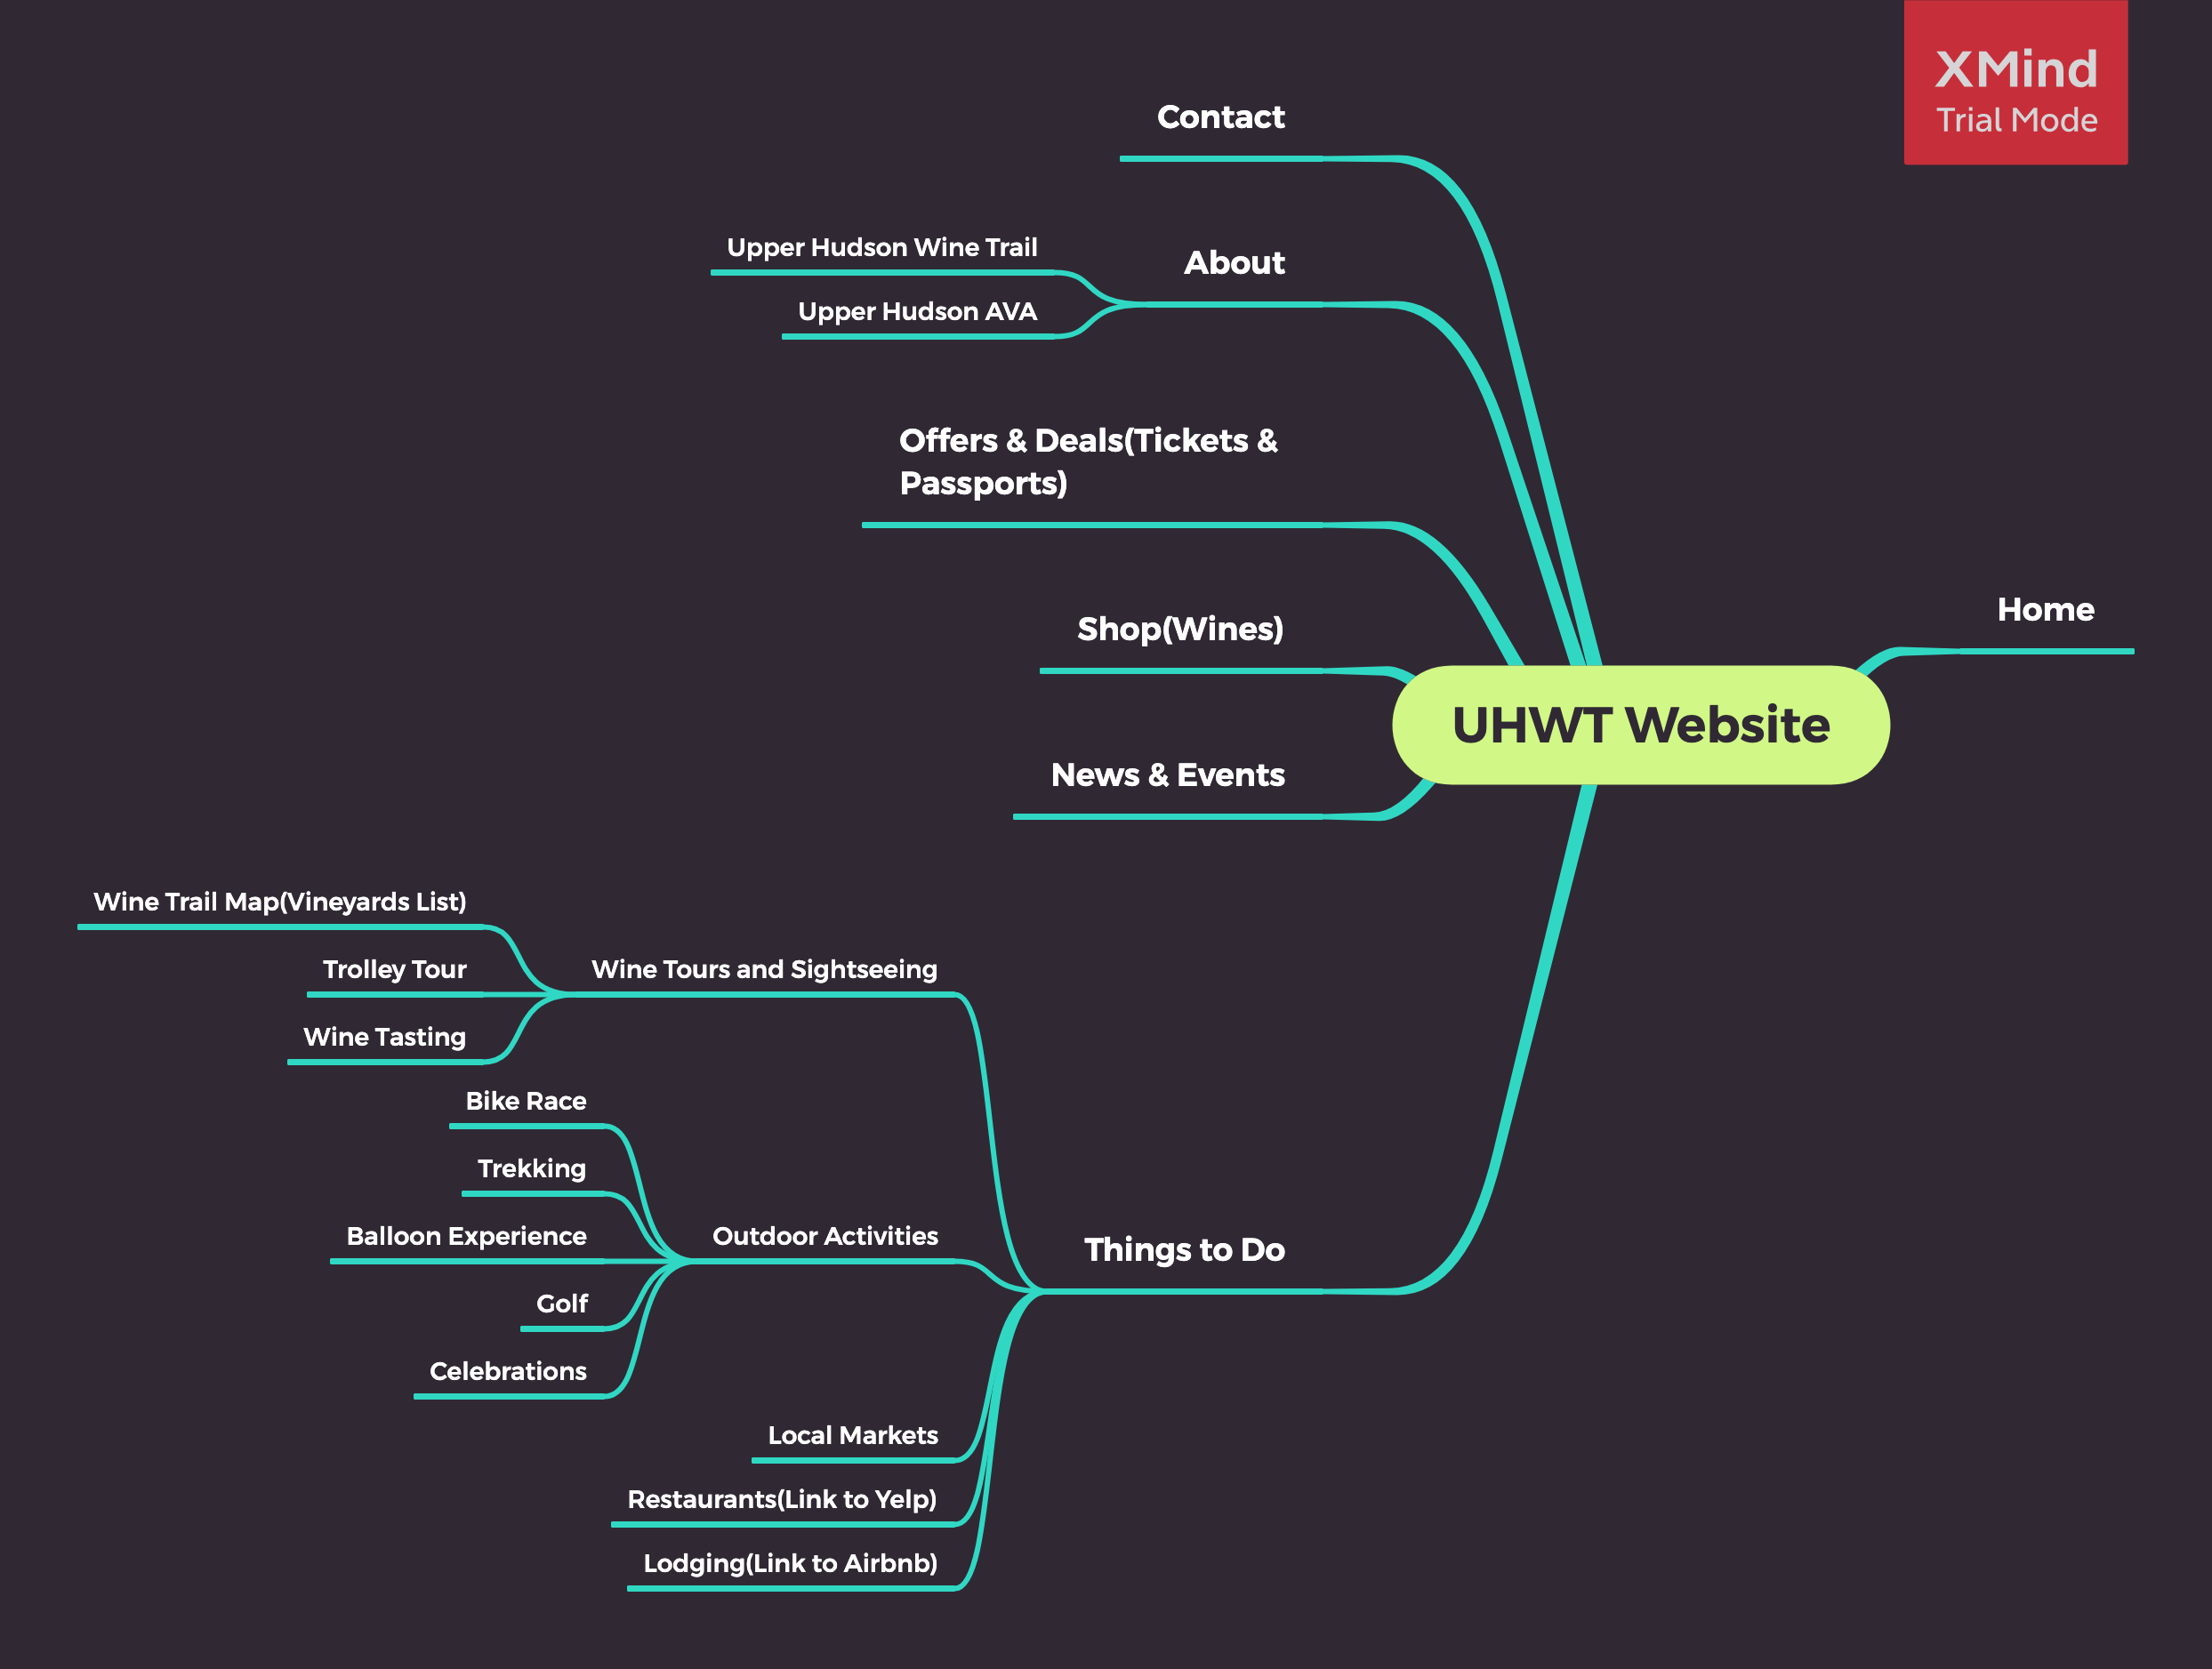 XMind
Trial Mode
Contact
Upper Hudson Wine Trail
About
Upper Hudson AVA
Offers & Deals(Tickets &
Passports)
Shop(Wines)
Home
UHWT Website
News & Events
Wine Trail Map(Vineyards List)
Trolley Tour
Wine Tours and Sightseeing
Wine Tasting
Bike Race
Trekking
Balloon Experience
Outdoor Activities
Things to Do
Golf
Celebrations
Local Markets
Restaurants(Link to Yelp)
Lodging(Link to Airbnb)